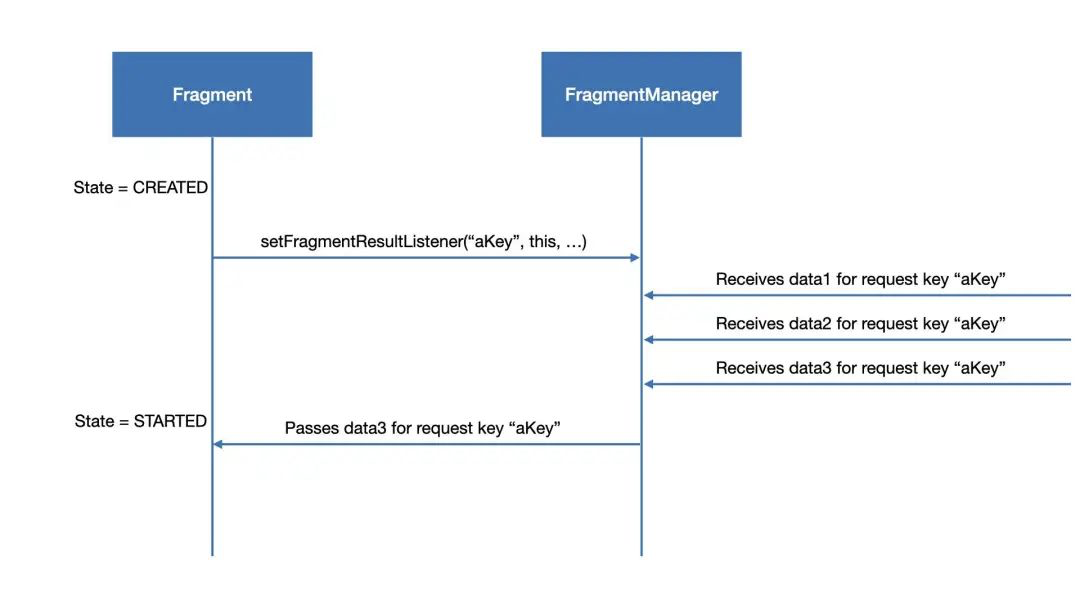 Fragment
FragmentManager
State = CREATED
setFragmentResultListener(“aKey”, this, …)
Receives data1 for request key “aKey”
Receives data2 for request key “aKey”
Receives data3 for request key “aKey”
State = STARTED
Passes data3 for request key “aKey”